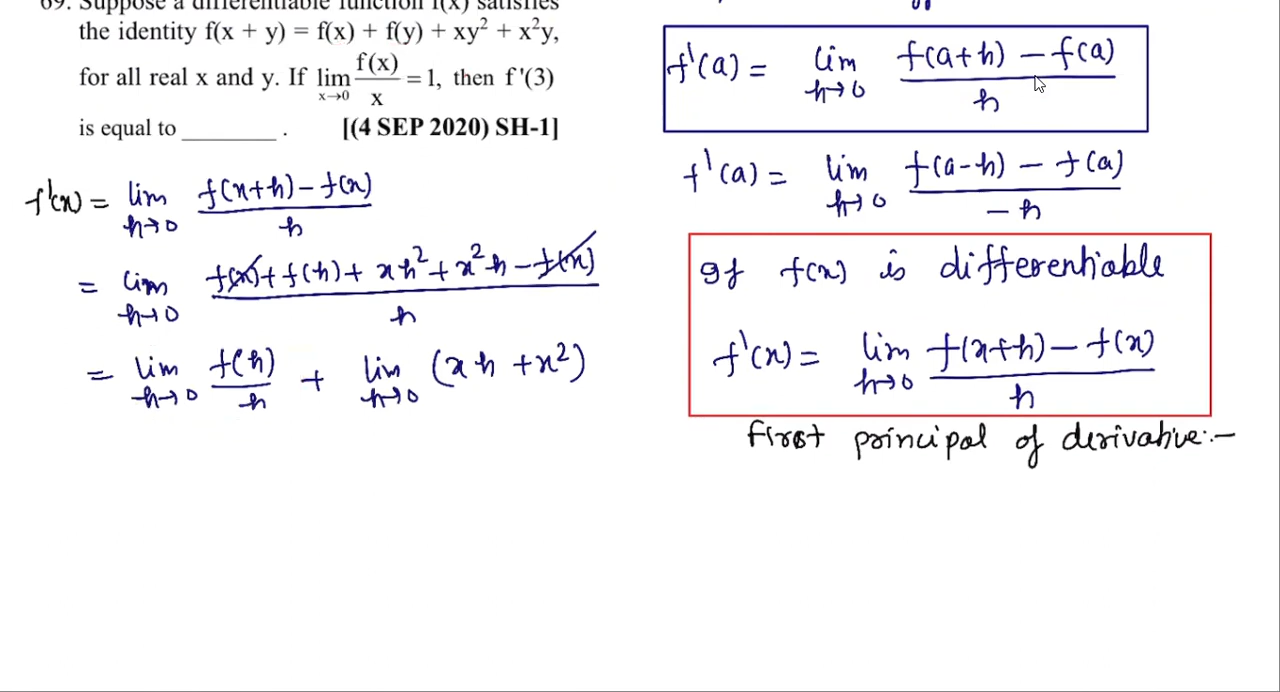 69. Suppose a differentiable function f(x) satisfies
the identity f(x + y) = f(x) + f(y) + xy² + x²y,
for all real x and y. If lim x→0 f(x)/x = 1, then f '(3)
is equal to ________ . [(4 SEP 2020) SH-1]
f'(x) = lim h→0 f(x+h) - f(x) / h
= lim h→0 f(x) + f(h) + xh² + x²h - f(x) / h
= lim h→0 f(h)/h + lim h→0 (xh + x²)
f'(a) = lim h→0 f(a+h) - f(a) / h
f'(a) = lim h→0 f(a-h) - f(a) / -h
If f(x) is differentiable
f'(x) = lim h→0 f(x+h) - f(x) / h
First principal of derivative:-